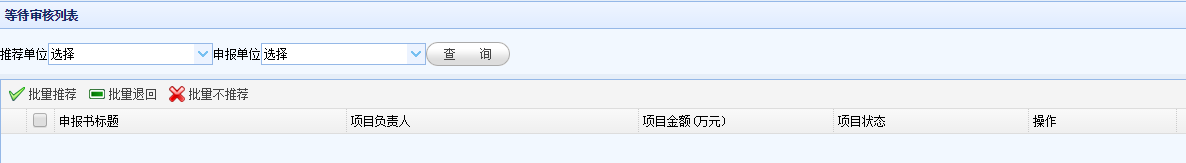 等待审核列表
推荐单位 选择 申报单位 选择 查 询
批量推荐 批量退回 批量不推荐
申报书标题 项目负责人 项目金额(万元) 项目状态 操作